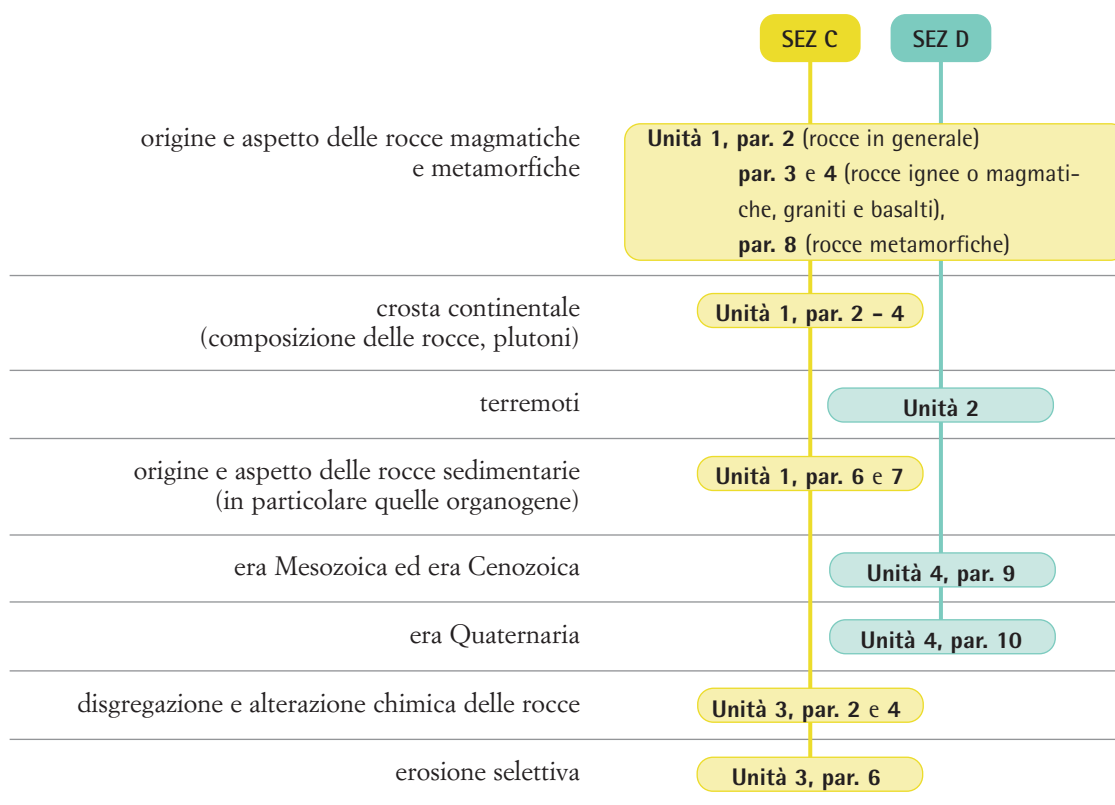 SEZ C
SEZ D
origine e aspetto delle rocce magmatiche
e metamorfiche
Unità 1, par. 2 (rocce in generale)
par. 3 e 4 (rocce ignee o magmati-
che, graniti e basalti),
par. 8 (rocce metamorfiche)
crosta continentale
(composizione delle rocce, plutoni)
Unità 1, par. 2 - 4
terremoti
Unità 2
origine e aspetto delle rocce sedimentarie
(in particolare quelle organogene)
Unità 1, par. 6 e 7
era Mesozoica ed era Cenozoica
Unità 4, par. 9
era Quaternaria
Unità 4, par. 10
disgregazione e alterazione chimica delle rocce
Unità 3, par. 2 e 4
erosione selettiva
Unità 3, par. 6